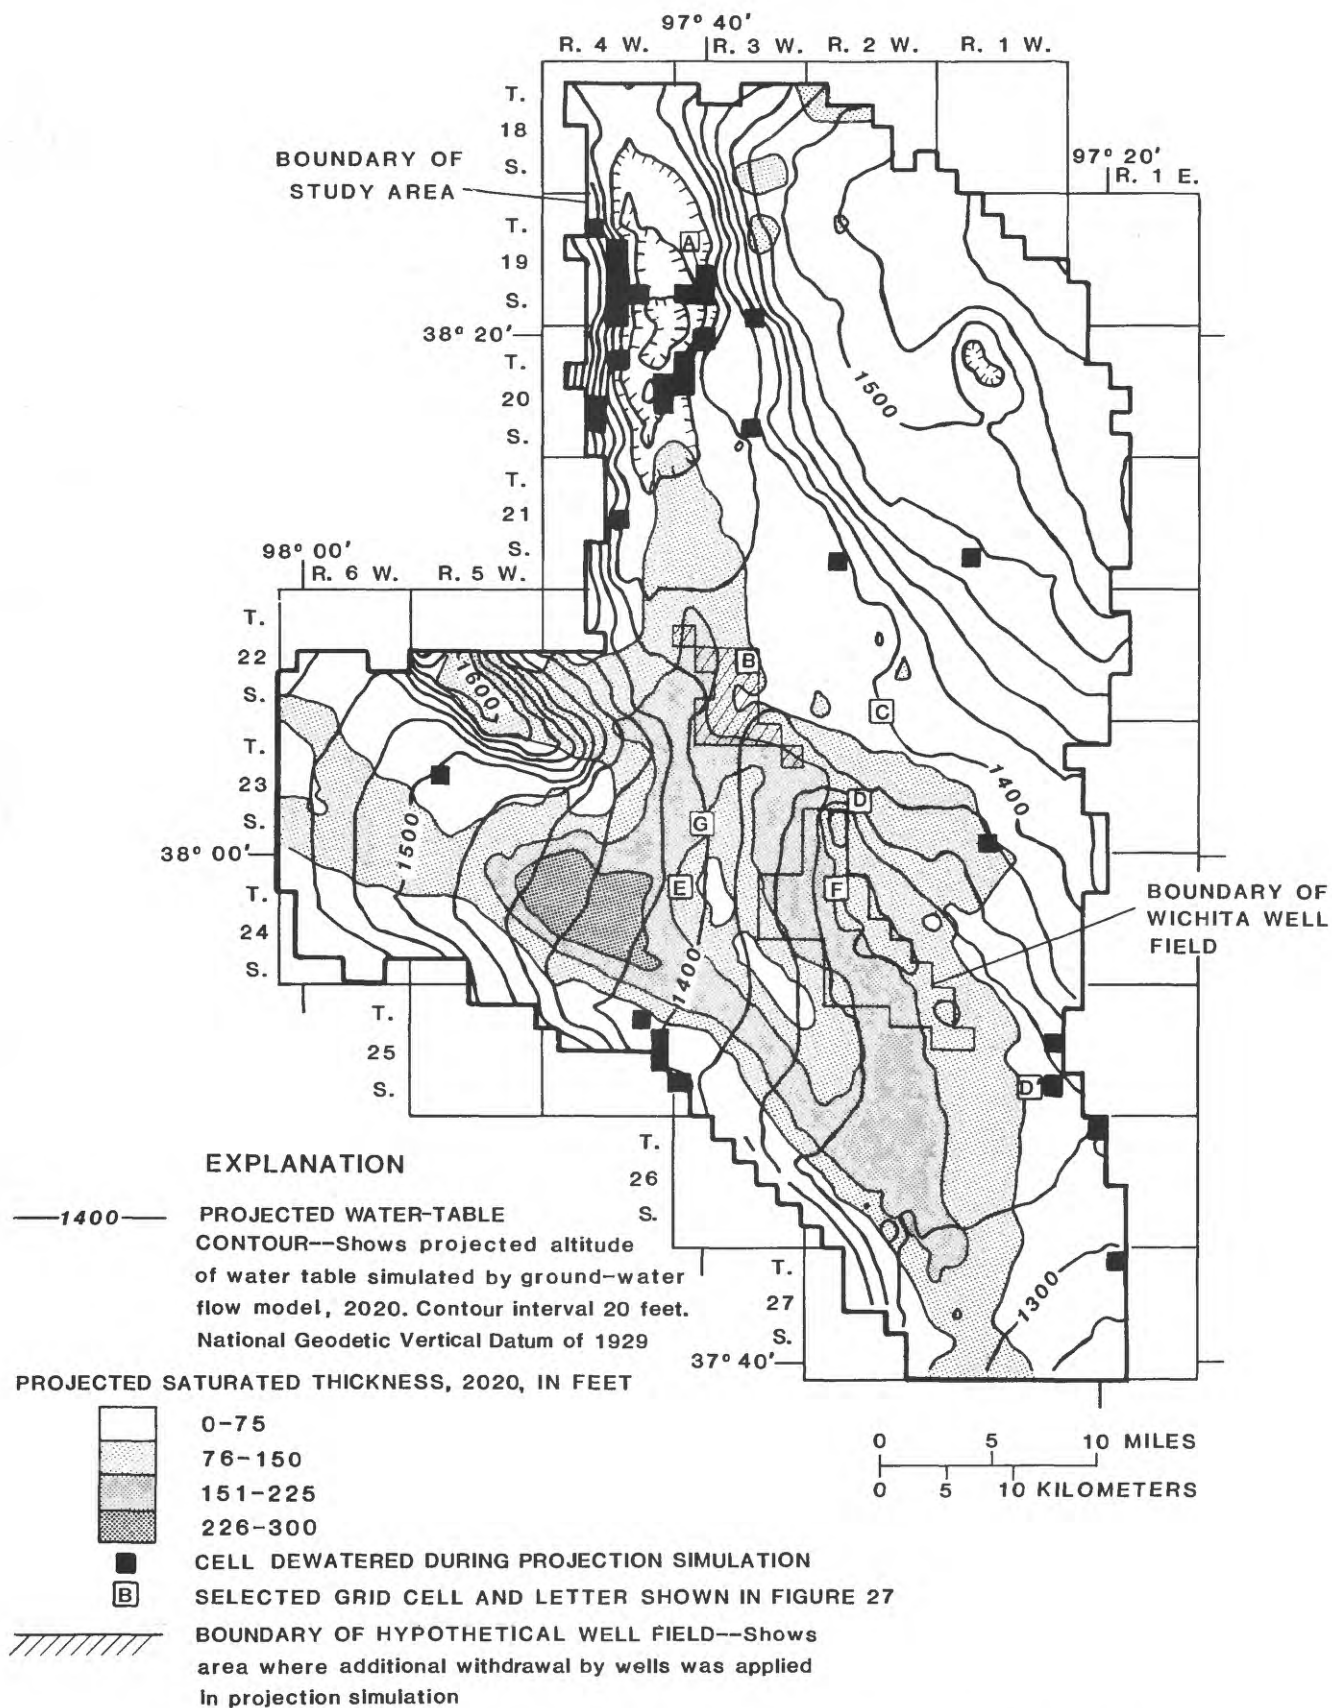 97° 40'
R. 4 W. R. 3 W. R. 2 W. R. 1 W.
T.
18
S.
BOUNDARY OF
STUDY AREA
97° 20'
R. 1 E.
T.
19
S.
A
38° 20'
T.
20
S.
1500
T.
21
S.
98° 00'
R. 6 W. R. 5 W.
T.
22
S.
1600
B
C
T.
23
S.
1500
1400
D
G
38° 00'
T.
24
S.
E
F
BOUNDARY OF
WICHITA WELL
FIELD
1400
T.
25
S.
D'
T.
26
S.
T.
27
S.
1300
37° 40'
EXPLANATION
1400 PROJECTED WATER-TABLE
CONTOUR--Shows projected altitude
of water table simulated by ground-water
flow model, 2020. Contour interval 20 feet.
National Geodetic Vertical Datum of 1929
PROJECTED SATURATED THICKNESS, 2020, IN FEET
0-75
76-150
151-225
226-300
CELL DEWATERED DURING PROJECTION SIMULATION
B SELECTED GRID CELL AND LETTER SHOWN IN FIGURE 27
BOUNDARY OF HYPOTHETICAL WELL FIELD--Shows
area where additional withdrawal by wells was applied
in projection simulation
0 5 10 MILES
0 5 10 KILOMETERS